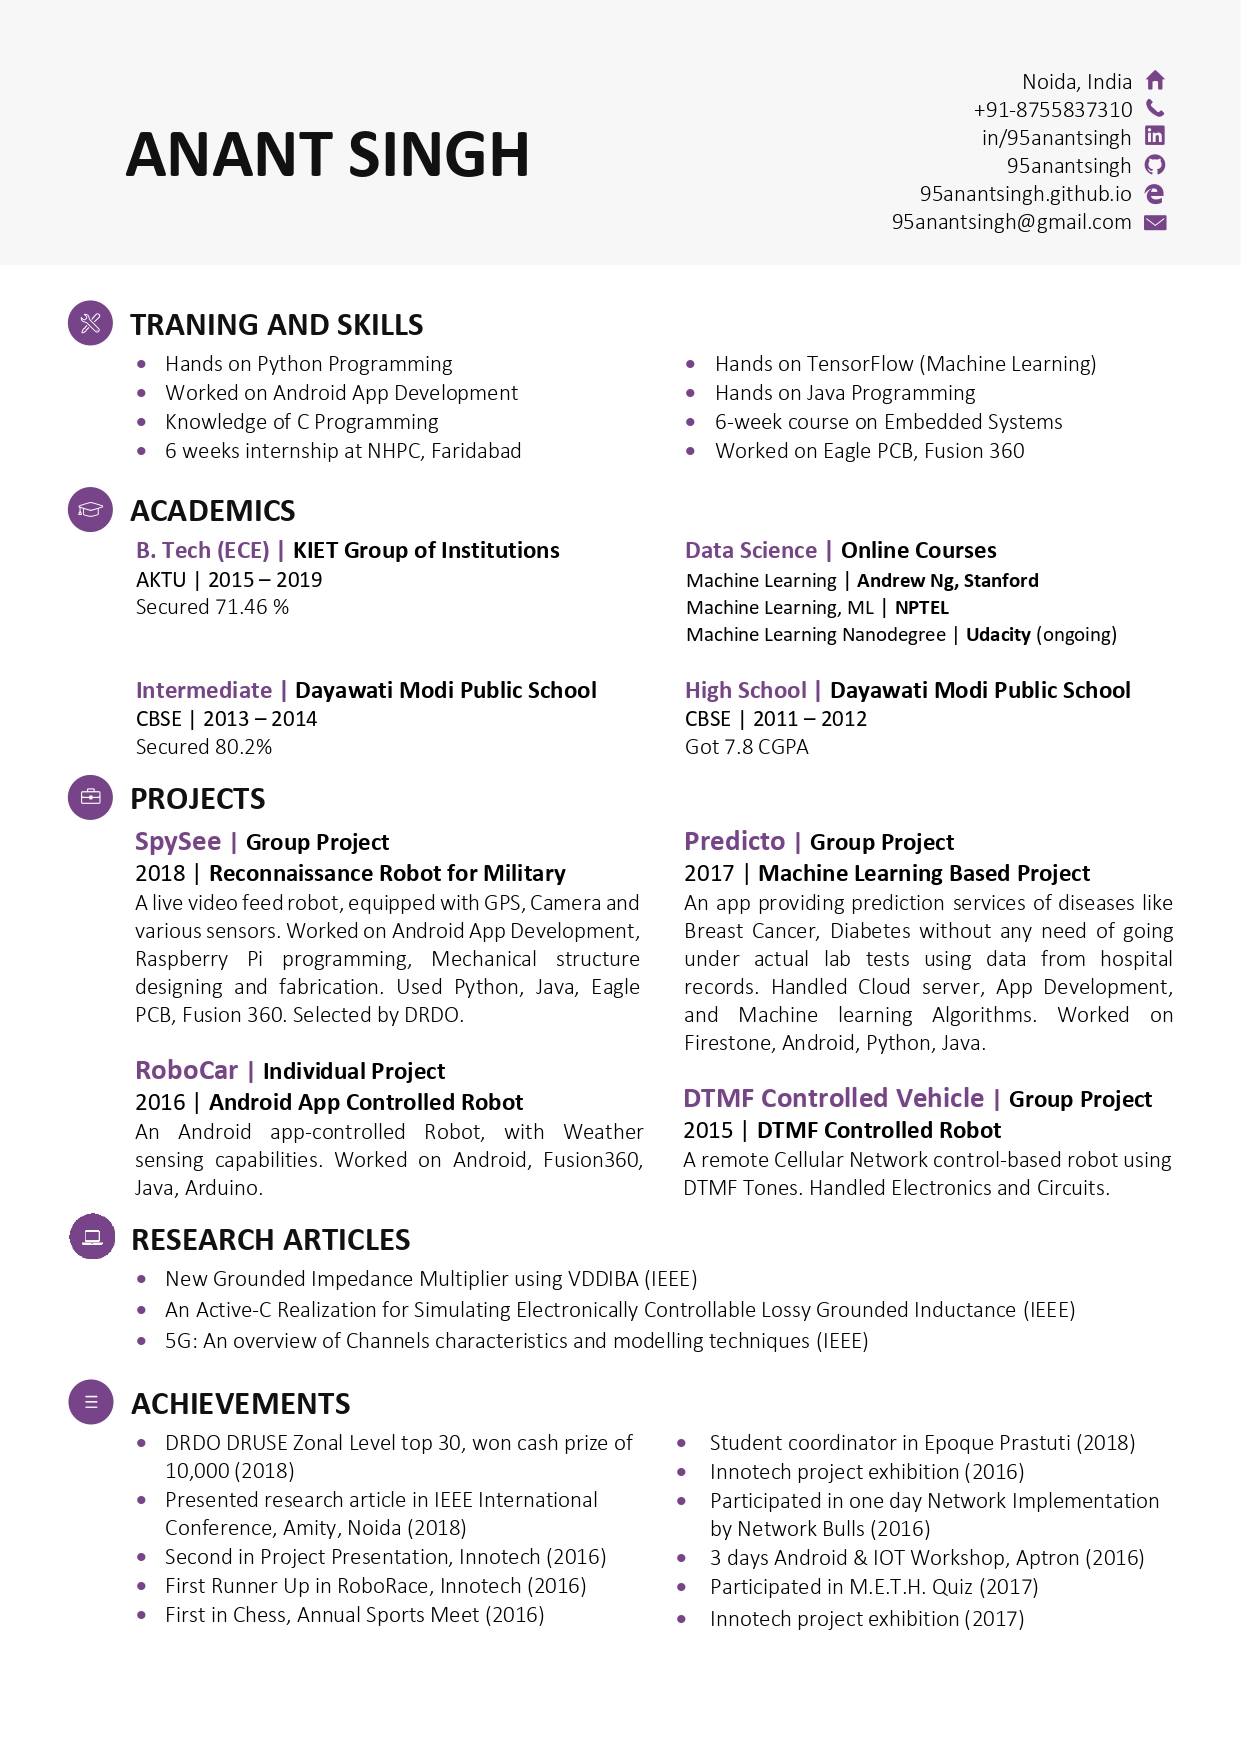 ANANT SINGH
Noida, India
+91-8755837310
in/95anantsingh
95anantsingh
95anantsingh.github.io
95anantsingh@gmail.com
TRANING AND SKILLS
• Hands on Python Programming
• Worked on Android App Development
• Knowledge of C Programming
• 6 weeks internship at NHPC, Faridabad
• Hands on TensorFlow (Machine Learning)
• Hands on Java Programming
• 6-week course on Embedded Systems
• Worked on Eagle PCB, Fusion 360
ACADEMICS
B. Tech (ECE) | KIET Group of Institutions
AKTU | 2015 – 2019
Secured 71.46 %
Data Science | Online Courses
Machine Learning | Andrew Ng, Stanford
Machine Learning, ML | NPTEL
Machine Learning Nanodegree | Udacity (ongoing)
Intermediate | Dayawati Modi Public School
CBSE | 2013 – 2014
Secured 80.2%
High School | Dayawati Modi Public School
CBSE | 2011 – 2012
Got 7.8 CGPA
PROJECTS
SpySee | Group Project
2018 | Reconnaissance Robot for Military
A live video feed robot, equipped with GPS, Camera and
various sensors. Worked on Android App Development,
Raspberry Pi programming, Mechanical structure
designing and fabrication. Used Python, Java, Eagle
PCB, Fusion 360. Selected by DRDO.
RoboCar | Individual Project
2016 | Android App Controlled Robot
An Android app-controlled Robot, with Weather
sensing capabilities. Worked on Android, Fusion360,
Java, Arduino.
Predicto | Group Project
2017 | Machine Learning Based Project
An app providing prediction services of diseases like
Breast Cancer, Diabetes without any need of going
under actual lab tests using data from hospital
records. Handled Cloud server, App Development,
and Machine learning Algorithms. Worked on
Firestone, Android, Python, Java.
DTMF Controlled Vehicle | Group Project
2015 | DTMF Controlled Robot
A remote Cellular Network control-based robot using
DTMF Tones. Handled Electronics and Circuits.
RESEARCH ARTICLES
• New Grounded Impedance Multiplier using VDDIBA (IEEE)
• An Active-C Realization for Simulating Electronically Controllable Lossy Grounded Inductance (IEEE)
• 5G: An overview of Channels characteristics and modelling techniques (IEEE)
ACHIEVEMENTS
• DRDO DRUSE Zonal Level top 30, won cash prize of
10,000 (2018)
• Presented research article in IEEE International
Conference, Amity, Noida (2018)
• Second in Project Presentation, Innotech (2016)
• First Runner Up in RoboRace, Innotech (2016)
• First in Chess, Annual Sports Meet (2016)
• Student coordinator in Epoque Prastuti (2018)
• Innotech project exhibition (2016)
• Participated in one day Network Implementation
by Network Bulls (2016)
• 3 days Android & IOT Workshop, Aptron (2016)
• Participated in M.E.T.H. Quiz (2017)
• Innotech project exhibition (2017)